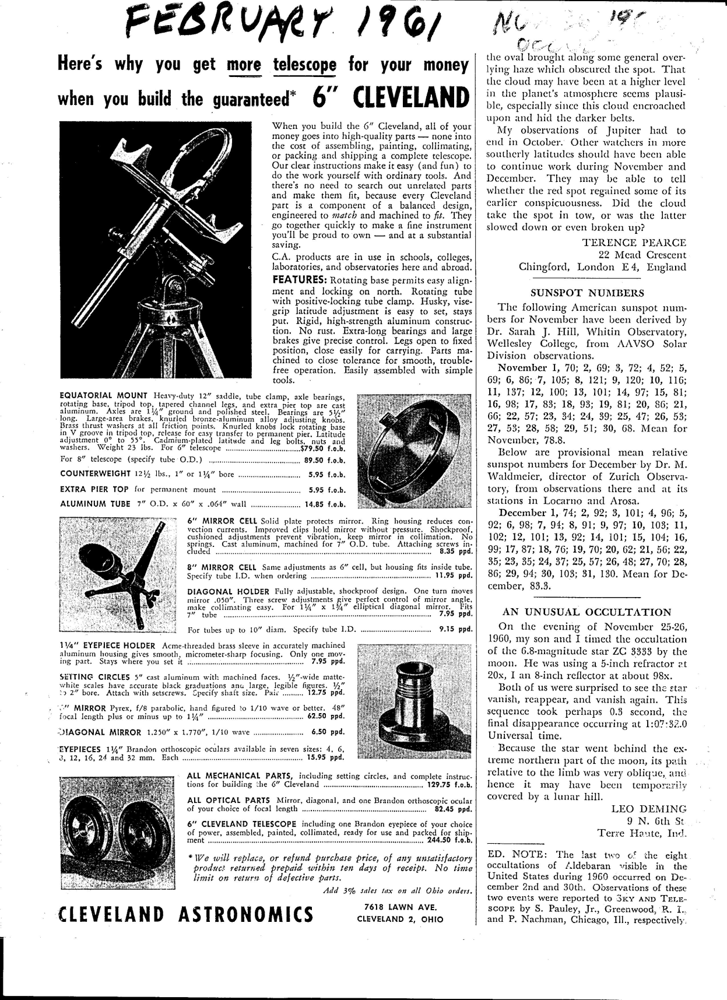 FEBRUARY 1961
Here's why you get more telescope for your money
when you build the guaranteed* 6" CLEVELAND
When you build the 6" Cleveland, all of your
money goes into high-quality parts — none into
the cost of assembling, painting, collimating,
or packing and shipping a complete telescope.
Our clear instructions make it easy (and fun) to
do the work yourself with ordinary tools. And
there's no need to search out unrelated parts
and make them fit, because every Cleveland
part is a component of a balanced design,
engineered to match and machined to fit. They
go together quickly to make a fine instrument
you'll be proud to own — and at a substantial
saving.
C.A. products are in use in schools, colleges,
laboratories, and observatories here and abroad.
FEATURES: Rotating base permits easy align-
ment and locking on north. Rotating tube
with positive-locking tube clamp. Husky, vise-
grip latitude adjustment is easy to set, stays
put. Rigid, high-strength aluminum construc-
tion. No rust. Extra-long bearings and large
brakes give precise control. Legs open to fixed
position, close easily for carrying. Parts ma-
chined to close tolerance for smooth, trouble-
free operation. Easily assembled with simple
tools.
EQUATORIAL MOUNT Heavy-duty 12" saddle, tube clamp, axle bearings,
rotating base, tripod top, tapered channel legs, and extra pier top are cast
aluminum. Axles are 1¼" ground and polished steel. Bearings are 5½"
long. Large-area brakes, knurled bronze-aluminum alloy adjusting knobs.
Brass thrust washers at all friction points. Knurled knobs lock rotating base
in V groove in tripod top, release for easy transfer to permanent pier. Latitude
adjustment 0° to 55°. Cadmium-plated latitude and leg bolts, nuts and
washers. Weight 23 lbs. For 6" telescope ........ $79.50 f.o.b.
For 8" telescope (specify tube O.D.) ........ 89.50 f.o.b.
COUNTERWEIGHT 12½ lbs., 1" or 1¼" bore ........ 5.95 f.o.b.
EXTRA PIER TOP for permanent mount ........ 5.95 f.o.b.
ALUMINUM TUBE 7" O.D. x 60" x .064" wall ........ 14.85 f.o.b.
6" MIRROR CELL Solid plate protects mirror. Ring housing reduces con-
vection currents. Improved clips hold mirror without pressure. Shockproof,
cushioned adjustments prevent vibration, keep mirror in collimation. No
springs. Cast aluminum, machined for 7" O.D. tube. Attaching screws in-
cluded ........ 8.35 ppd.
8" MIRROR CELL Same adjustments as 6" cell, but housing fits inside tube.
Specify tube I.D. when ordering ........ 11.95 ppd.
DIAGONAL HOLDER Fully adjustable, shockproof design. One turn moves
mirror .050". Three screw adjustments give perfect control of mirror angle,
make collimating easy. For 1¼" x 1¾" elliptical diagonal mirror. Fits
7" tube ........ 7.95 ppd.
For tubes up to 10" diam. Specify tube I.D. ........ 9.15 ppd.
1¼" EYEPIECE HOLDER Acme-threaded brass sleeve in accurately machined
aluminum housing gives smooth, micrometer-sharp focusing. Only one mov-
ing part. Stays where you set it ........ 7.95 ppd.
SETTING CIRCLES 5" cast aluminum with machined faces. ½"-wide matte-
white scales have accurate black graduations and large, legible figures. ½"
to 2" bore. Attach with setscrews. Specify shaft size. Pair ........ 12.75 ppd.
MIRROR Pyrex, f/8 parabolic, hand figured to 1/10 wave or better. 48"
focal length plus or minus up to 1¼" ........ 62.50 ppd.
DIAGONAL MIRROR 1.250" x 1.770", 1/10 wave ........ 6.50 ppd.
EYEPIECES 1¼" Brandon orthoscopic oculars available in seven sizes: 4, 6,
8, 12, 16, 24 and 32 mm. Each ........ 15.95 ppd.
ALL MECHANICAL PARTS, including setting circles, and complete instruc-
tions for building the 6" Cleveland ........ 129.75 f.o.b.
ALL OPTICAL PARTS Mirror, diagonal, and one Brandon orthoscopic ocular
of your choice of focal length ........ 82.45 ppd.
6" CLEVELAND TELESCOPE including one Brandon eyepiece of your choice
of power, assembled, painted, collimated, ready for use and packed for ship-
ment ........ 244.50 f.o.b.
*We will replace, or refund purchase price, of any unsatisfactory
product returned prepaid within ten days of receipt. No time
limit on return of defective parts.
Add 3% sales tax on all Ohio orders.
CLEVELAND ASTRONOMICS
7618 LAWN AVE.
CLEVELAND 2, OHIO
the oval brought along some general over-
lying haze which obscured the spot. That
the cloud may have been at a higher level
in the planet's atmosphere seems plausi-
ble, especially since this cloud encroached
upon and hid the darker belts.
My observations of Jupiter had to
end in October. Other watchers in more
southerly latitudes should have been able
to continue work during November and
December. They may be able to tell
whether the red spot regained some of its
earlier conspicuousness. Did the cloud
take the spot in tow, or was the latter
slowed down or even broken up?
TERENCE PEARCE
22 Mead Crescent
Chingford, London E 4, England
SUNSPOT NUMBERS
The following American sunspot num-
bers for November have been derived by
Dr. Sarah J. Hill, Whitin Observatory,
Wellesley College, from AAVSO Solar
Division observations.
November 1, 70; 2, 69; 3, 72; 4, 52; 5,
69; 6, 86; 7, 105; 8, 121; 9, 120; 10, 116;
11, 137; 12, 100; 13, 101; 14, 97; 15, 81;
16, 98; 17, 83; 18, 93; 19, 81; 20, 86; 21,
66; 22, 57; 23, 34; 24, 39; 25, 47; 26, 53;
27, 53; 28, 58; 29, 51; 30, 68. Mean for
November, 78.8.
Below are provisional mean relative
sunspot numbers for December by Dr. M.
Waldmeier, director of Zurich Observa-
tory, from observations there and at its
stations in Locarno and Arosa.
December 1, 74; 2, 92; 3, 101; 4, 96; 5,
92; 6, 98; 7, 94; 8, 91; 9, 97; 10, 103; 11,
102; 12, 101; 13, 92; 14, 101; 15, 104; 16,
99; 17, 87; 18, 76; 19, 70; 20, 62; 21, 56; 22,
35; 23, 35; 24, 37; 25, 57; 26, 48; 27, 70; 28,
86; 29, 94; 30, 103; 31, 130. Mean for De-
cember, 83.3.
AN UNUSUAL OCCULTATION
On the evening of November 25-26,
1960, my son and I timed the occultation
of the 6.8-magnitude star ZC 3333 by the
moon. He was using a 5-inch refractor at
20x, I an 8-inch reflector at about 98x.
Both of us were surprised to see the star
vanish, reappear, and vanish again. This
sequence took perhaps 0.3 second, the
final disappearance occurring at 1:07:32.0
Universal time.
Because the star went behind the ex-
treme northern part of the moon, its path
relative to the limb was very oblique, and
hence it may have been temporarily
covered by a lunar hill.
LEO DEMING
9 N. 6th St
Terre Haute, Ind.
ED. NOTE: The last two of the eight
occultations of Aldebaran visible in the
United States during 1960 occurred on De-
cember 2nd and 30th. Observations of these
two events were reported to SKY AND TELE-
SCOPE by S. Pauley, Jr., Greenwood, R. I.,
and P. Nachman, Chicago, Ill., respectively.